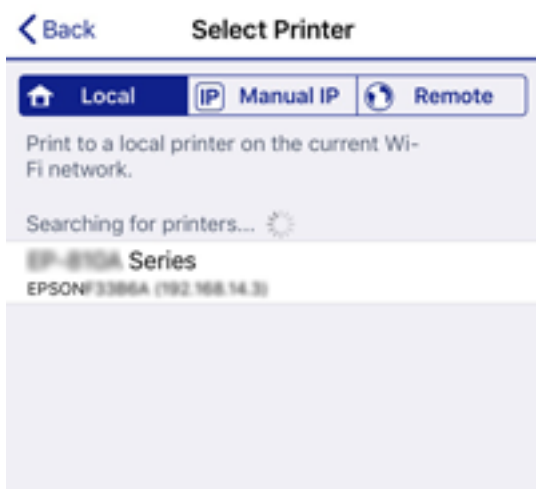 Back
Select Printer
Local
IP Manual IP
Remote
Print to a local printer on the current Wi-
Fi network.
Searching for printers...
Series
EPSON